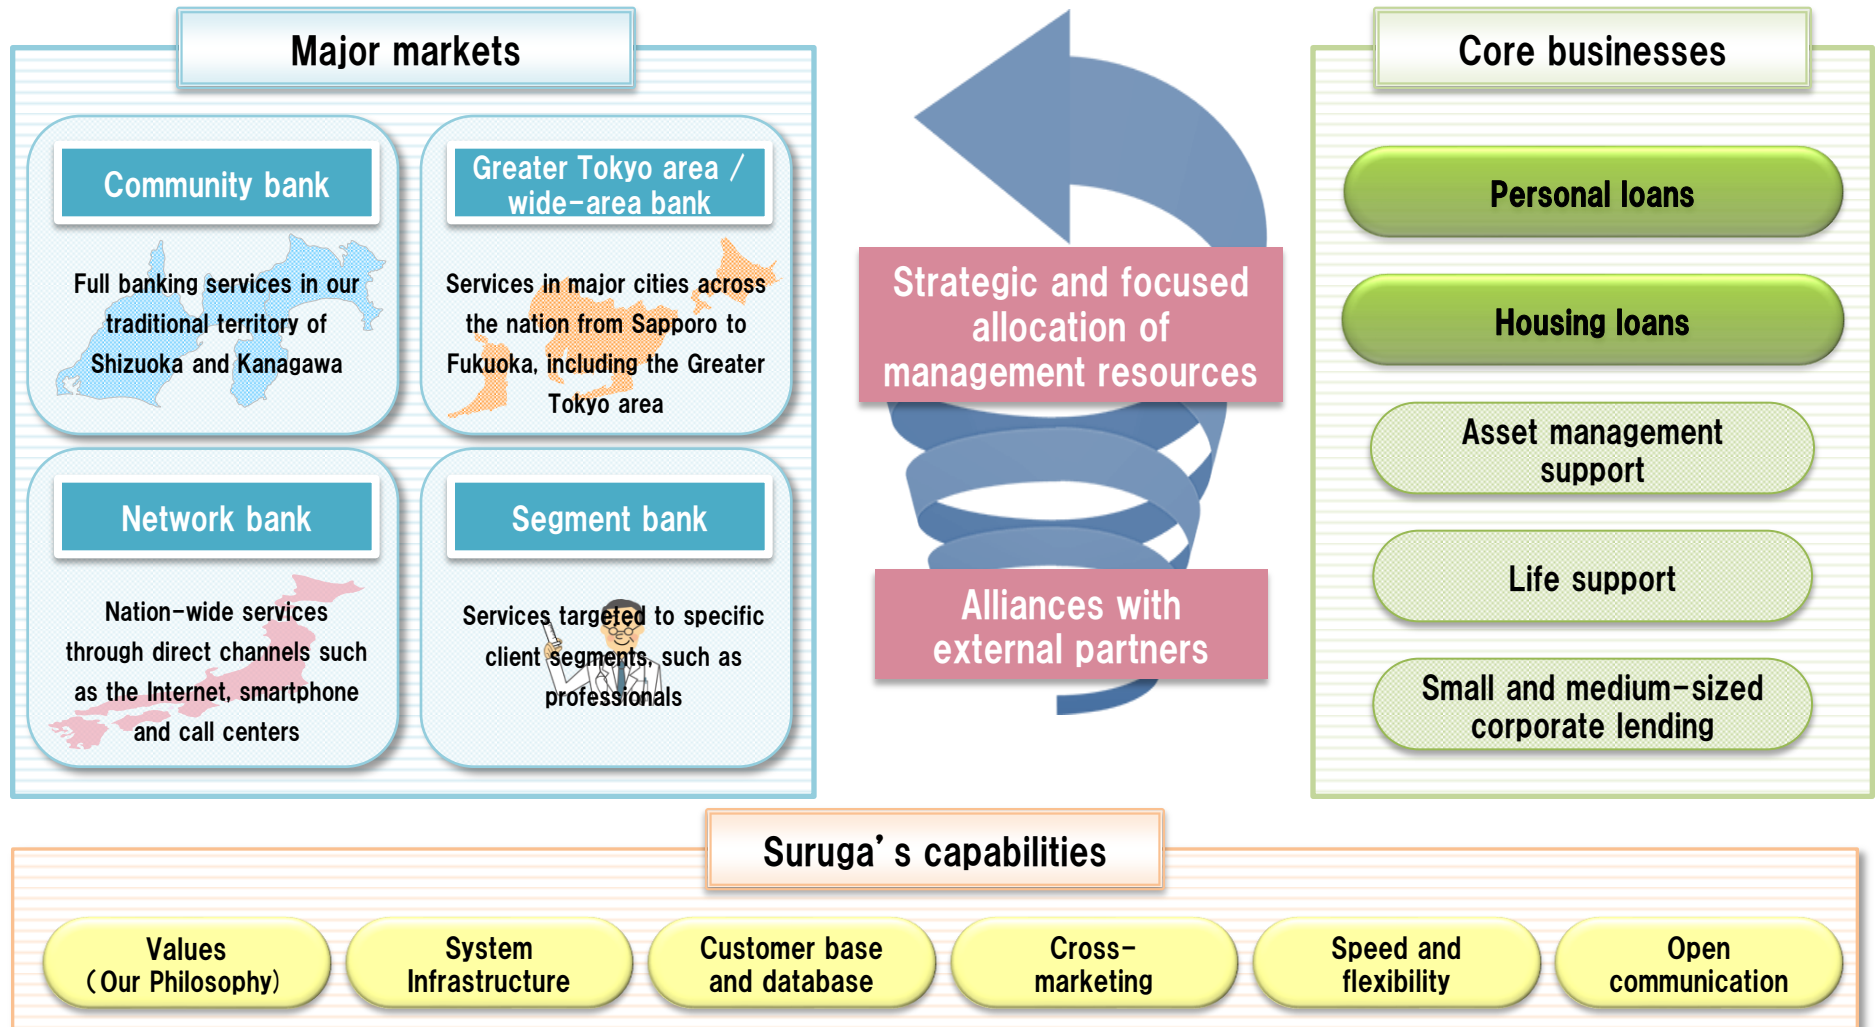 Major markets
Community bank
Full banking services in our
traditional territory of
Shizuoka and Kanagawa
Greater Tokyo area /
wide-area bank
Services in major cities across
the nation from Sapporo to
Fukuoka, including the Greater
Tokyo area
Network bank
Nation-wide services
through direct channels such
as the Internet, smartphone
and call centers
Segment bank
Services targeted to specific
client segments, such as
professionals
Strategic and focused
allocation of
management resources
Alliances with
external partners
Core businesses
Personal loans
Housing loans
Asset management
support
Life support
Small and medium-sized
corporate lending
Suruga’s capabilities
Values
(Our Philosophy)
System
Infrastructure
Customer base
and database
Cross-
marketing
Speed and
flexibility
Open
communication